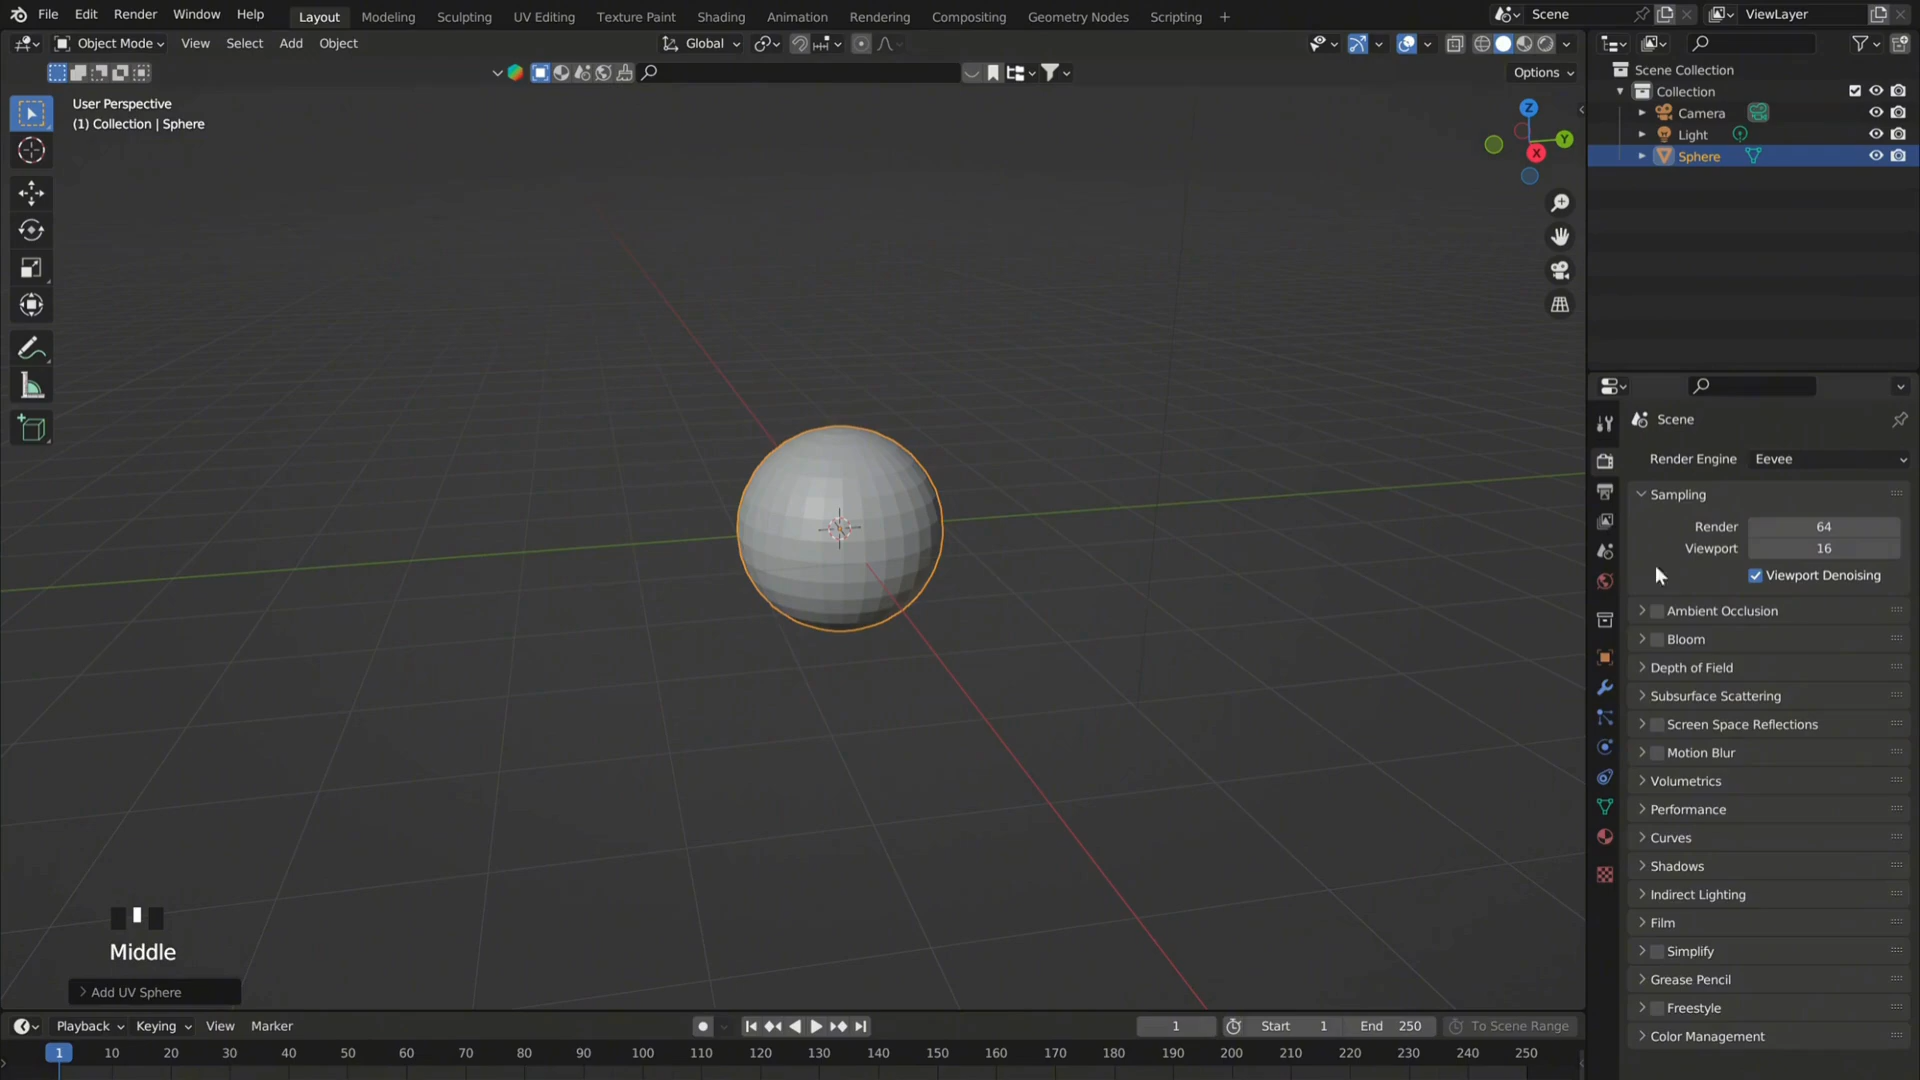 File Edit Render Window Help Layout Modeling Sculpting UV Editing Texture Paint Shading Animation Rendering Compositing Geometry Nodes Scripting + Scene ViewLayer
Object Mode View Select Add Object Global
Options
User Perspective
(1) Collection | Sphere
Z
Y
X
Scene Collection
Collection
Camera
Light
Sphere
Scene
Render Engine Eevee
Sampling
Render 64
Viewport 16
Viewport Denoising
Ambient Occlusion
Bloom
Depth of Field
Subsurface Scattering
Screen Space Reflections
Motion Blur
Volumetrics
Performance
Curves
Shadows
Indirect Lighting
Film
Simplify
Grease Pencil
Freestyle
Color Management
Middle
Add UV Sphere
Playback Keying View Marker 1 Start 1 End 250 To Scene Range
1 10 20 30 40 50 60 70 80 90 100 110 120 130 140 150 160 170 180 190 200 210 220 230 240 250